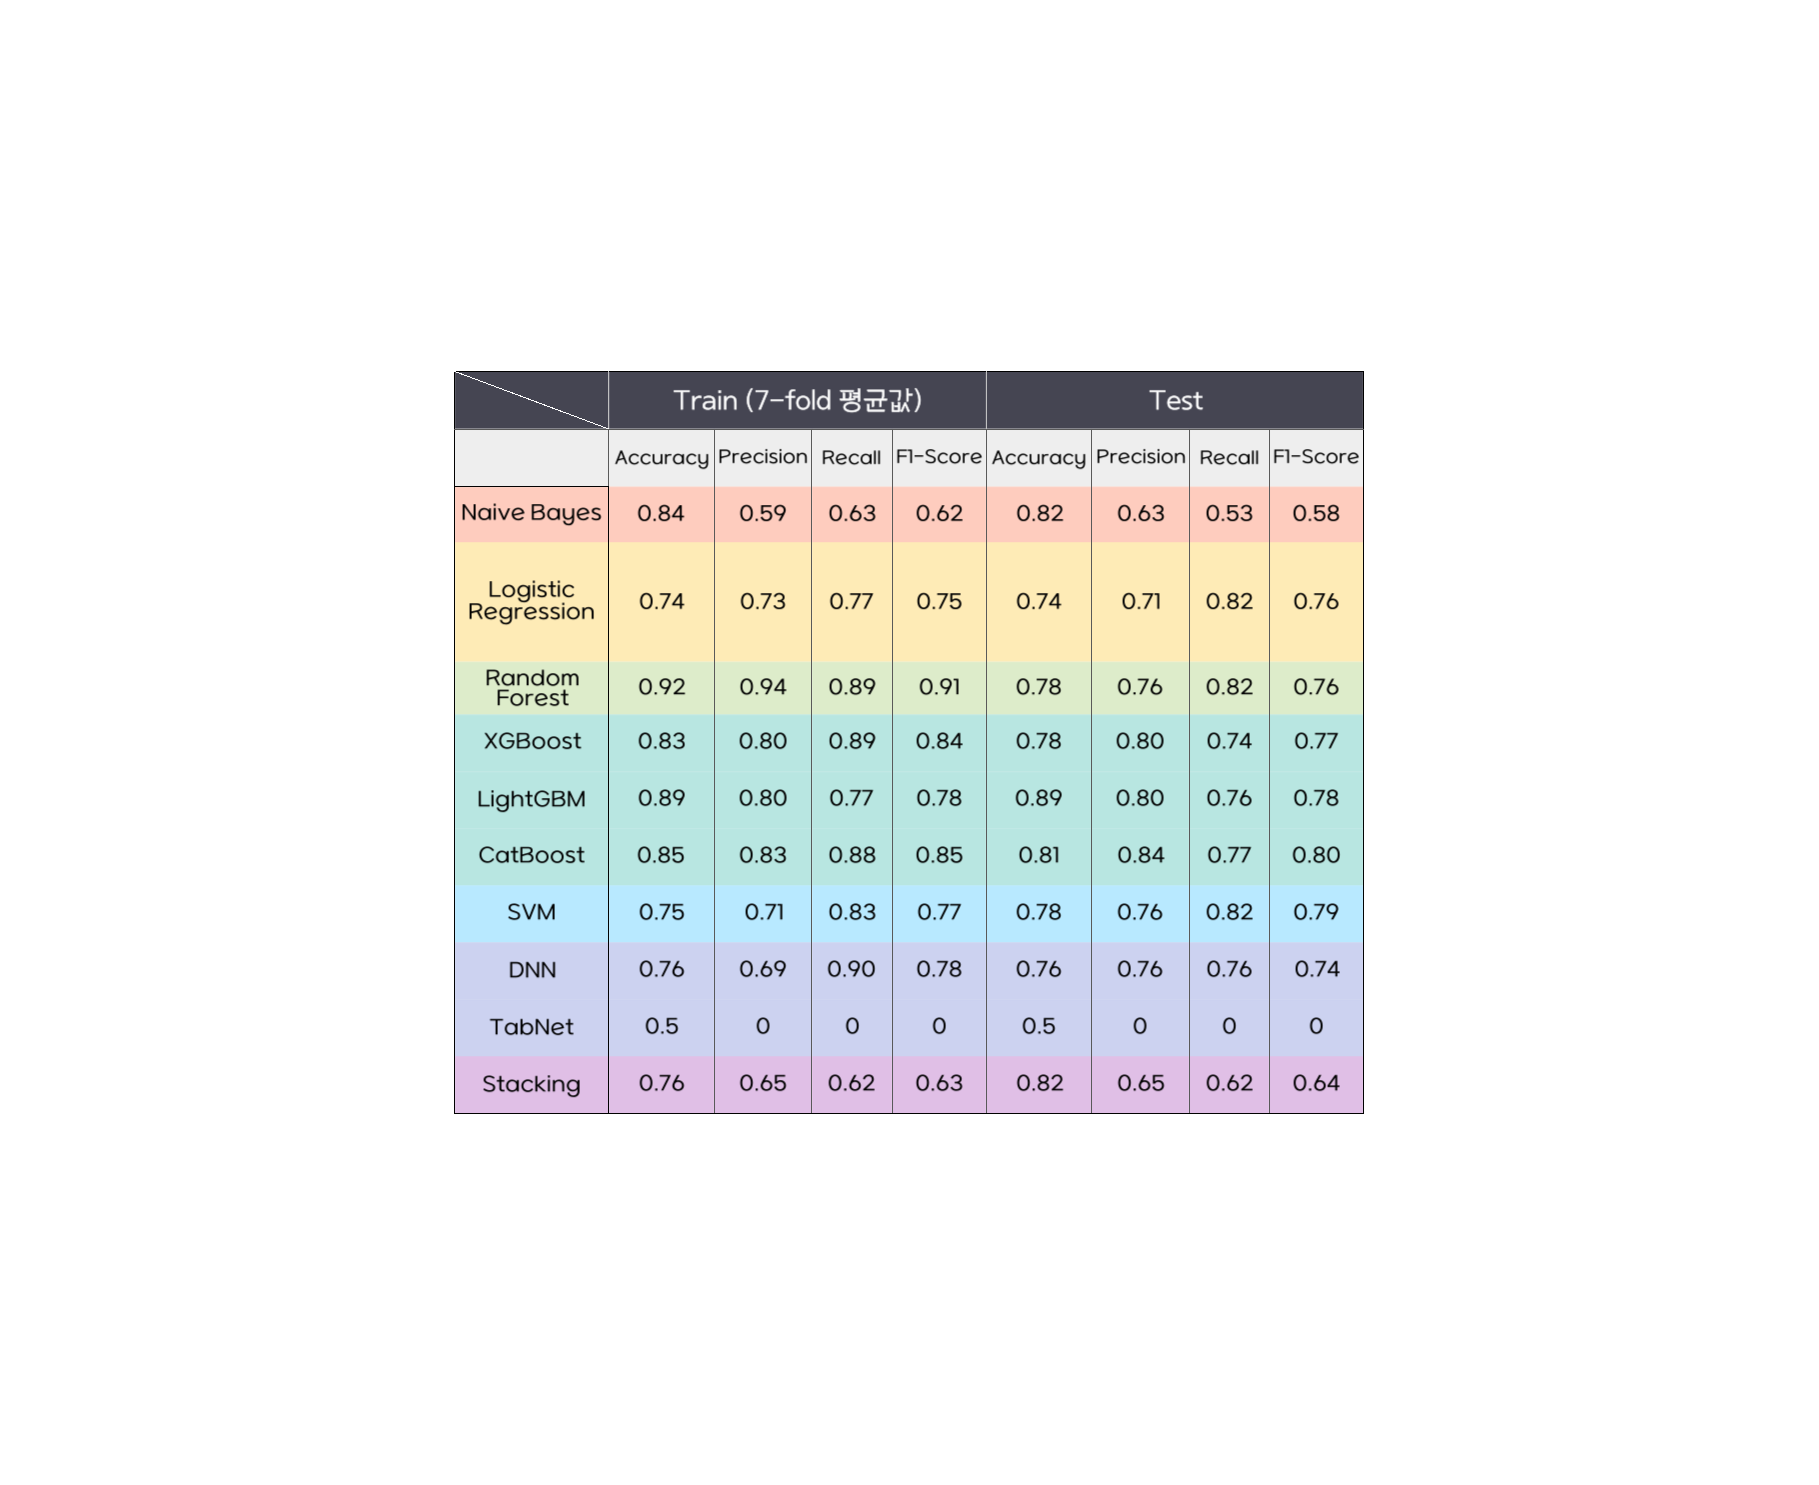 Train (7-fold 평균값) Test
Accuracy Precision Recall F1-Score Accuracy Precision Recall F1-Score
Naive Bayes 0.84 0.59 0.63 0.62 0.82 0.63 0.53 0.58
Logistic
Regression 0.74 0.73 0.77 0.75 0.74 0.71 0.82 0.76
Random
Forest 0.92 0.94 0.89 0.91 0.78 0.76 0.82 0.76
XGBoost 0.83 0.80 0.89 0.84 0.78 0.80 0.74 0.77
LightGBM 0.89 0.80 0.77 0.78 0.89 0.80 0.76 0.78
CatBoost 0.85 0.83 0.88 0.85 0.81 0.84 0.77 0.80
SVM 0.75 0.71 0.83 0.77 0.78 0.76 0.82 0.79
DNN 0.76 0.69 0.90 0.78 0.76 0.76 0.76 0.74
TabNet 0.5 0 0 0 0.5 0 0 0
Stacking 0.76 0.65 0.62 0.63 0.82 0.65 0.62 0.64